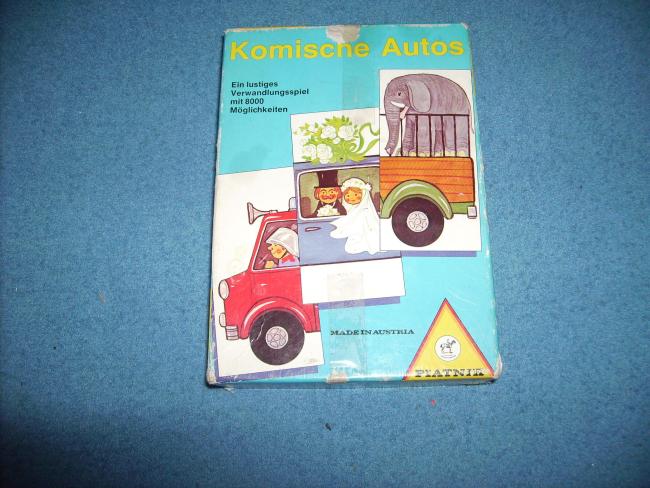 Komische Autos
Ein lustiges
Verwandlungsspiel
mit 8000
Möglichkeiten
MADE IN AUSTRIA
PIATNIK